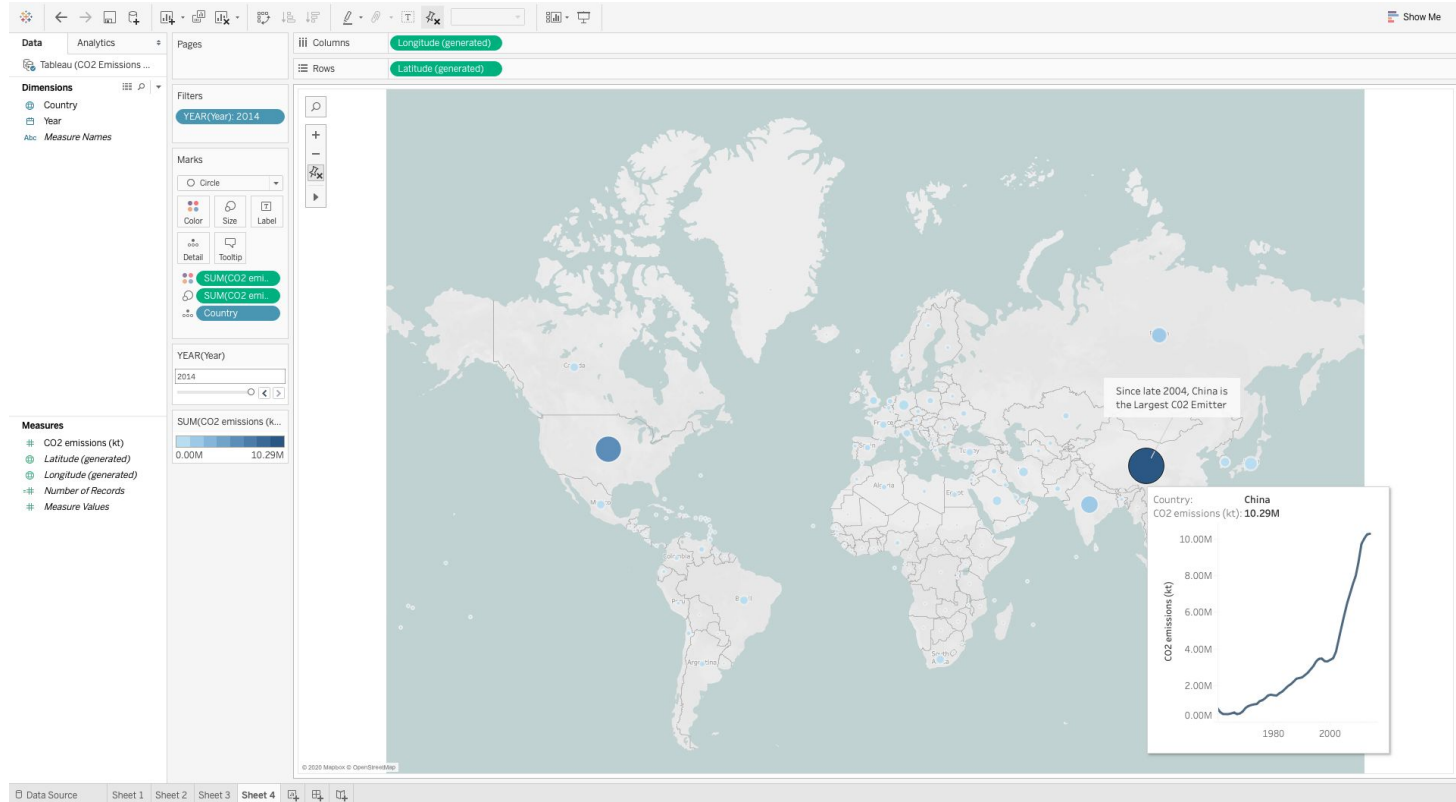 Show Me
Data
Analytics
Pages
Columns
Longitude (generated)
Tableau (CO2 Emissions ...
Rows
Latitude (generated)
Dimensions
Country
Year
Abc Measure Names
Filters
YEAR(Year): 2014
Marks
Circle
Color
Size
Label
Detail
Tooltip
SUM(CO2 emi..
SUM(CO2 emi..
Country
YEAR(Year)
2014
SUM(CO2 emissions (k...
0.00M
10.29M
Measures
CO2 emissions (kt)
Latitude (generated)
Longitude (generated)
Number of Records
Measure Values
Since late 2004, China is
the Largest CO2 Emitter
Argentina
Country: China
CO2 emissions (kt): 10.29M
10.00M
8.00M
6.00M
4.00M
2.00M
0.00M
CO2 emissions (kt)
1980
2000
© 2020 Mapbox © OpenStreetMap
Data Source
Sheet 1
Sheet 2
Sheet 3
Sheet 4